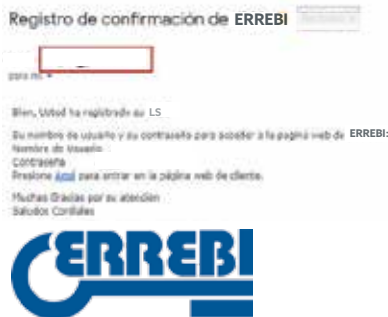 Registro de confirmación de ERREBI
para mí
Bien, Usted ha registrado su LS
Su nombre de usuario y su contraseña para acceder a la pagina web de ERREBI:
Nombre de Usuario
Contraseña
Presione Aquí para entrar en la página web de cliente.
Muchas Gracias por su atención
Saludos Cordiales
ERREBI